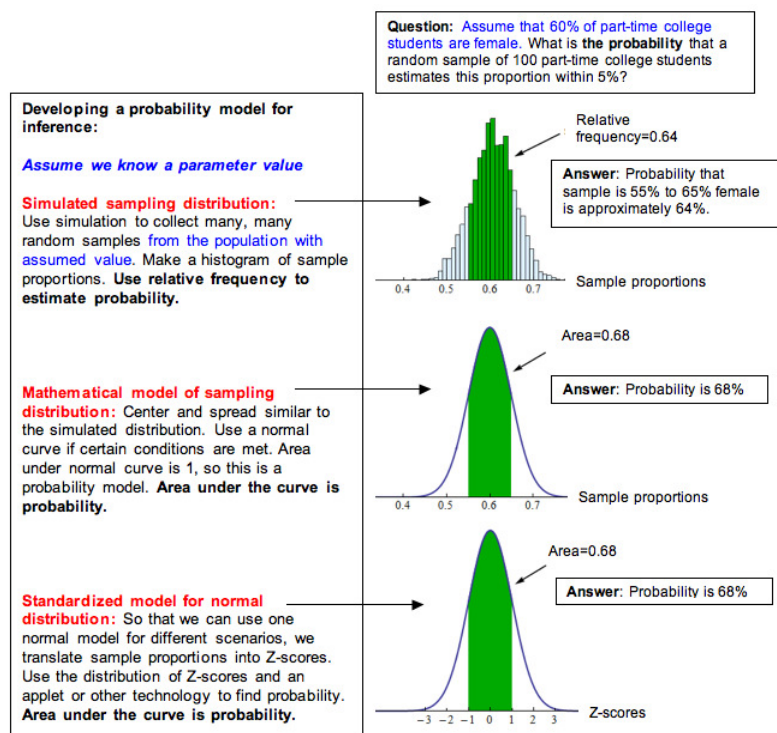 Question: Assume that 60% of part-time college
students are female. What is the probability that a
random sample of 100 part-time college students
estimates this proportion within 5%?
Developing a probability model for
inference:
Assume we know a parameter value
Simulated sampling distribution:
Use simulation to collect many, many
random samples from the population with
assumed value. Make a histogram of sample
proportions. Use relative frequency to
estimate probability.
Relative
frequency=0.64
Answer: Probability that
sample is 55% to 65% female
is approximately 64%.
0.4 0.5 0.6 0.7
Sample proportions
Mathematical model of sampling
distribution: Center and spread similar to
the simulated distribution. Use a normal
curve if certain conditions are met. Area
under normal curve is 1, so this is a
probability model. Area under the curve is
probability.
Area=0.68
Answer: Probability is 68%
0.4 0.5 0.6 0.7
Sample proportions
Standardized model for normal
distribution: So that we can use one
normal model for different scenarios, we
translate sample proportions into Z-scores.
Use the distribution of Z-scores and an
applet or other technology to find probability.
Area under the curve is probability.
Area=0.68
Answer: Probability is 68%
−3 −2 −1 0 1 2 3
Z-scores